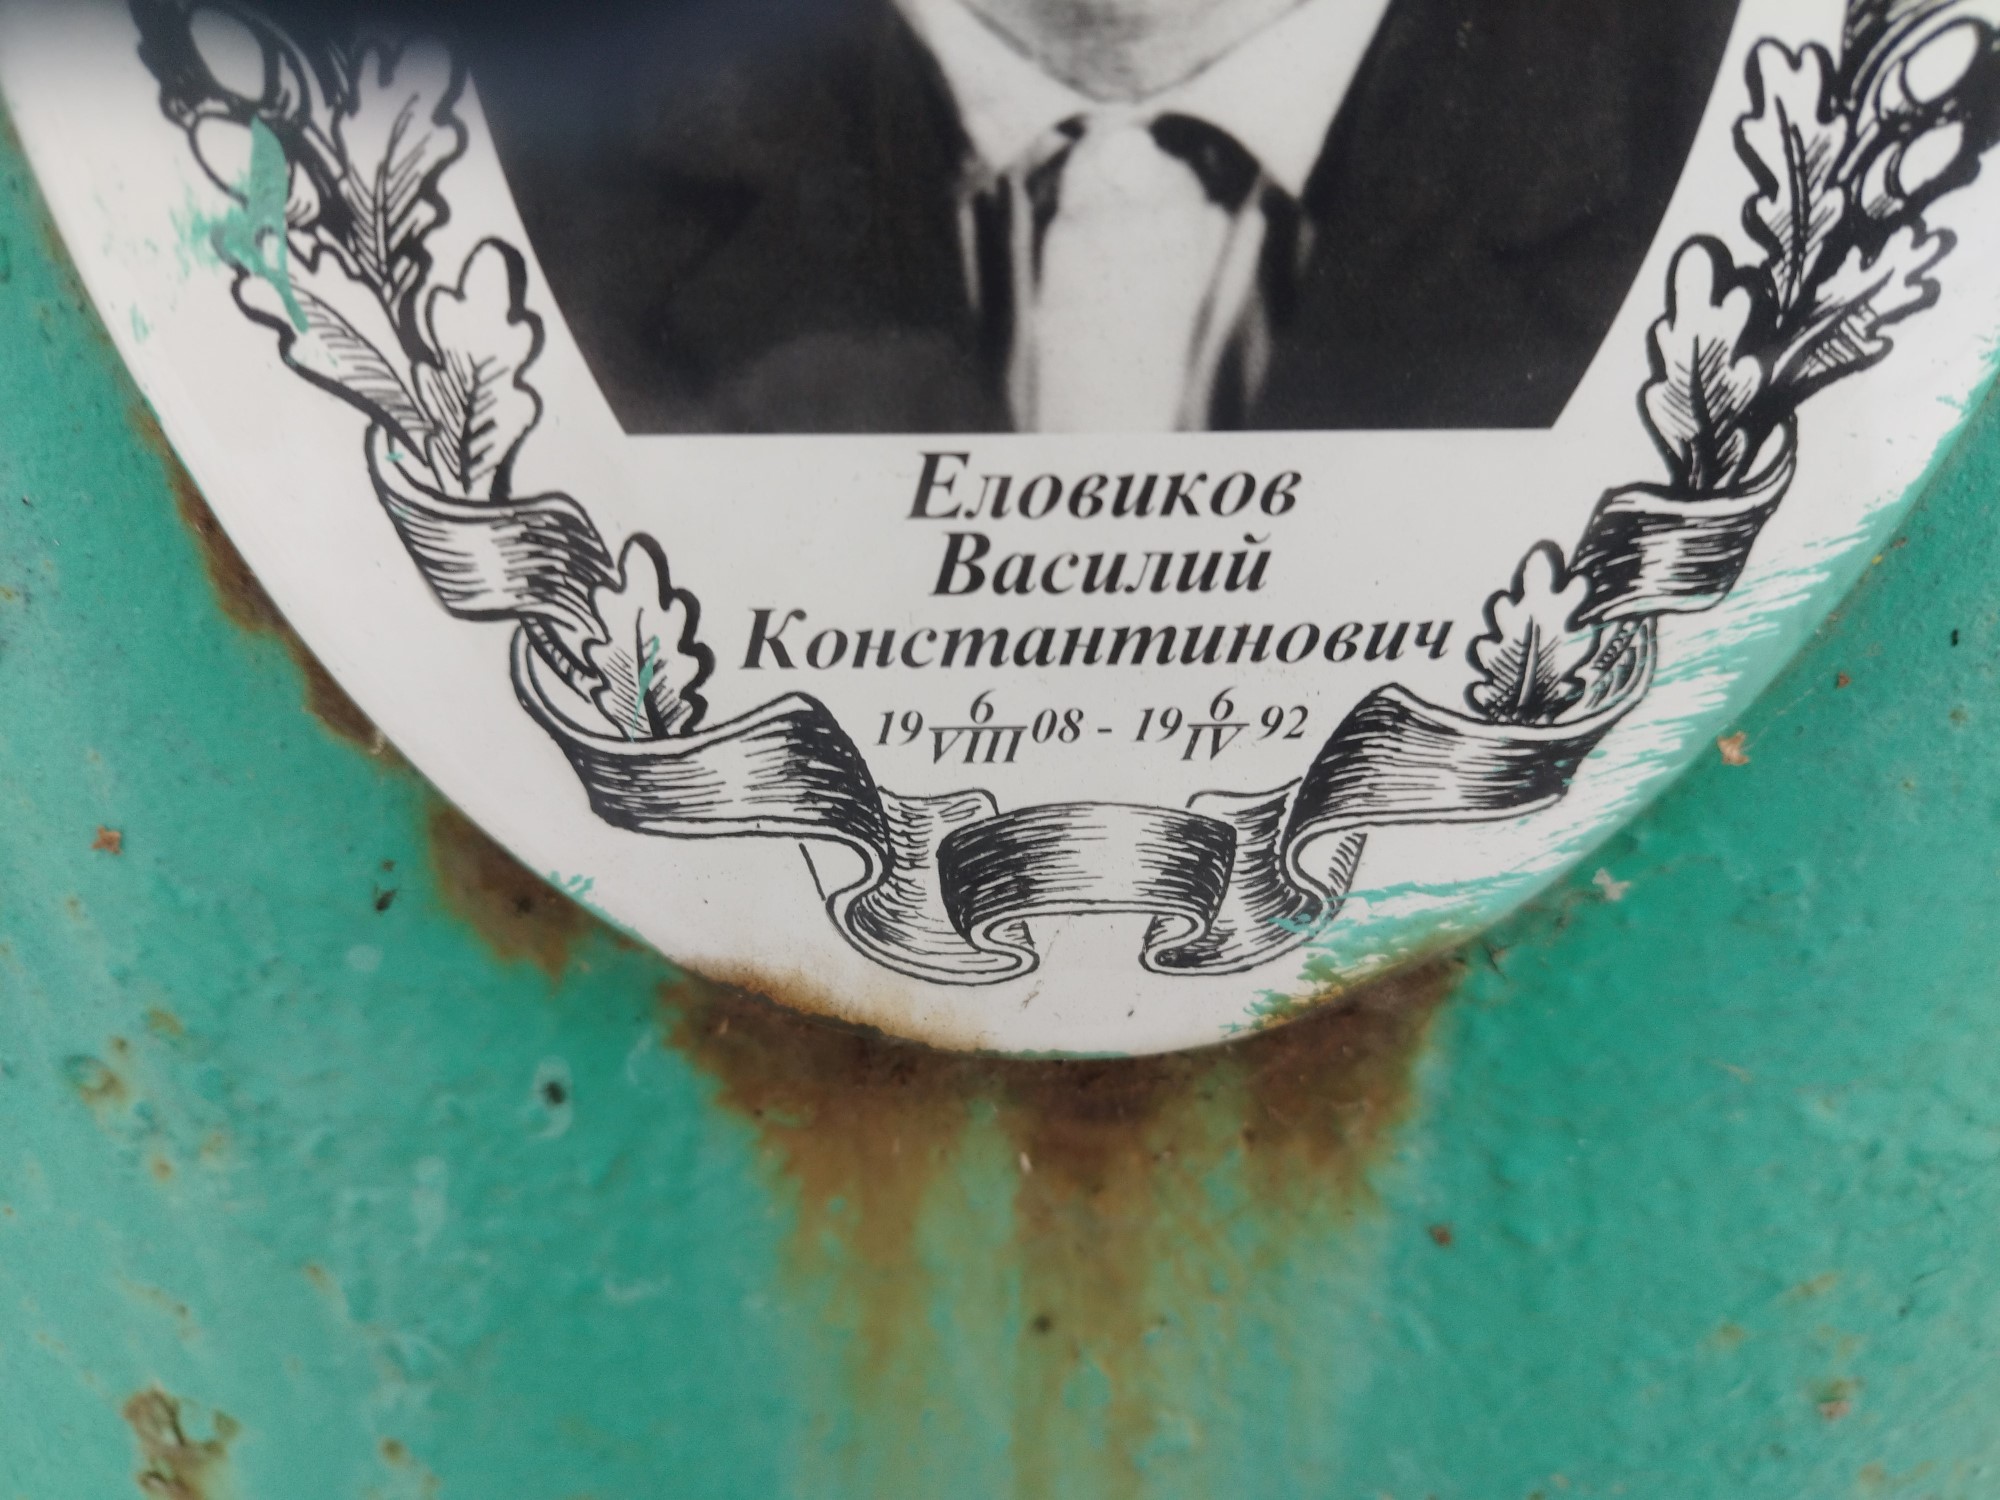 Еловиков
Василий
Константинович
19 6/VIII 08 - 19 6/IV 92